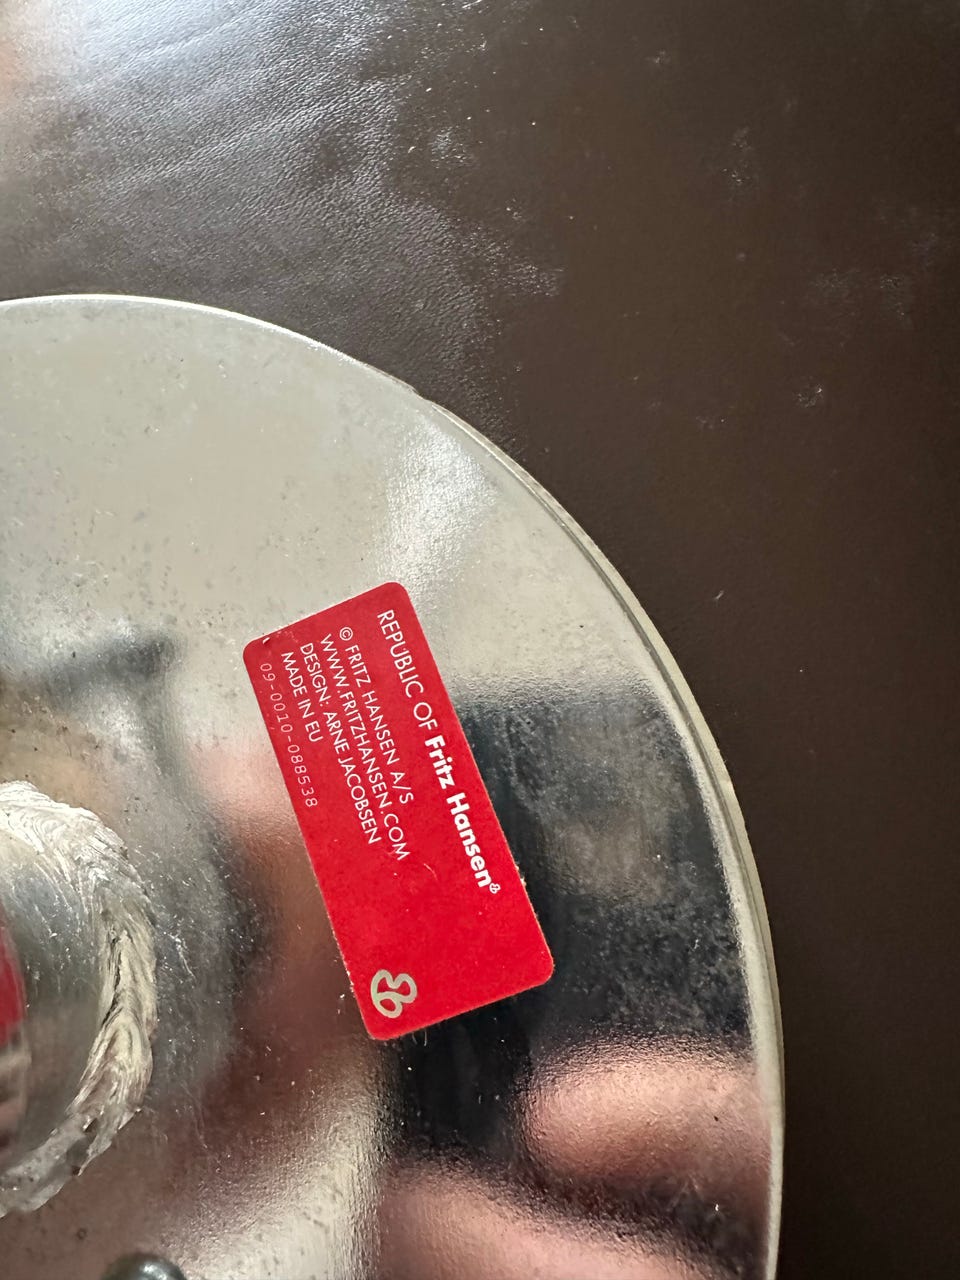 REPUBLIC OF Fritz Hansen®
© FRITZ HANSEN A/S
WWW.FRITZHANSEN.COM
DESIGN: ARNE JACOBSEN
MADE IN EU
09-0010-088538